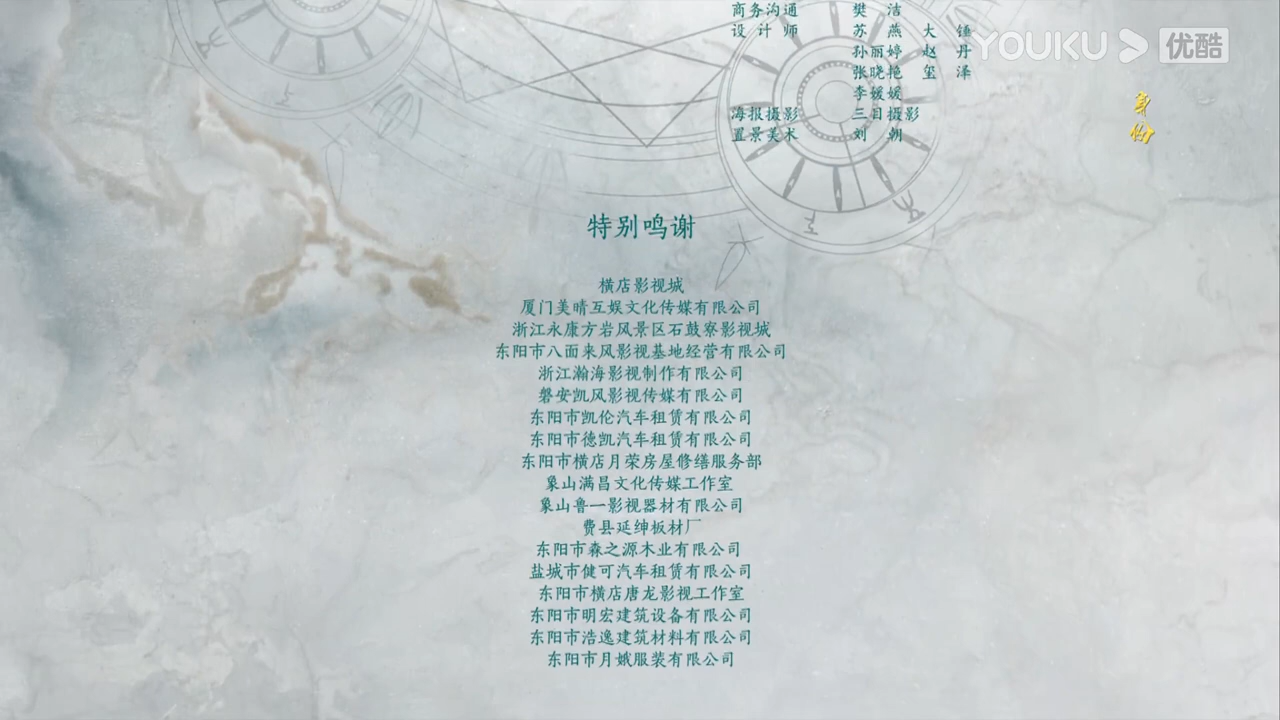 商务沟通 樊洁
设计师 苏燕 大锤
孙丽婷 赵丹
张晓艳 玺泽
李媛媛
海报摄影 三目摄影
置景美术 刘朝
YOUKU 优酷
身份
特别鸣谢
横店影视城
厦门美晴互娱文化传媒有限公司
浙江永康方岩风景区石鼓寮影视城
东阳市八面来风影视基地经营有限公司
浙江瀚海影视制作有限公司
磐安凯风影视传媒有限公司
东阳市凯伦汽车租赁有限公司
东阳市德凯汽车租赁有限公司
东阳市横店月荣房屋修缮服务部
象山满昌文化传媒工作室
象山鲁一影视器材有限公司
费县延绅板材厂
东阳市森之源木业有限公司
盐城市健可汽车租赁有限公司
东阳市横店唐龙影视工作室
东阳市明宏建筑设备有限公司
东阳市浩逸建筑材料有限公司
东阳市月娥服装有限公司